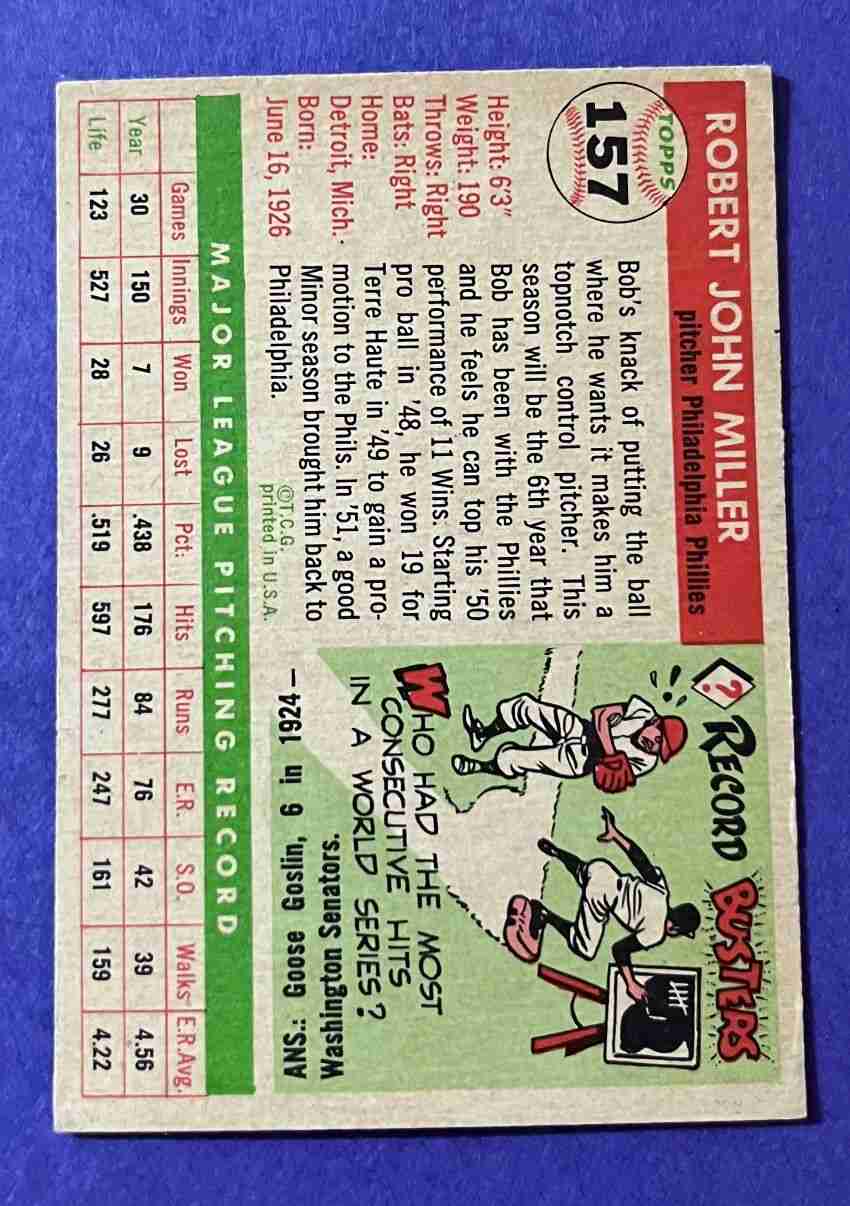 TOPPS
157
ROBERT JOHN MILLER
pitcher Philadelphia Phillies
Height: 6'3"
Weight: 190
Throws: Right
Bats: Right
Home:
Detroit, Mich.
Born:
June 16, 1926
Bob's knack of putting the ball
where he wants it makes him a
topnotch control pitcher. This
season will be the 6th year that
Bob has been with the Phillies
and he feels he can top his '50
performance of 11 Wins. Starting
pro ball in '48, he won 19 for
Terre Haute in '49 to gain a pro-
motion to the Phils. In '51, a good
Minor season brought him back to
Philadelphia.
©T.C.G.
printed in U.S.A.
? RECORD BUSTERS
WHO HAD THE MOST
CONSECUTIVE HITS
IN A WORLD SERIES?
ANS.: Goose Goslin, 6 in 1924 —
Washington Senators.
MAJOR LEAGUE PITCHING RECORD
Games Innings Won Lost Pct. Hits Runs E.R. S.O. Walks E.R.Avg.
Year 30 150 7 9 .438 176 84 76 42 39 4.56
Life 123 527 28 26 .519 597 277 247 161 159 4.22